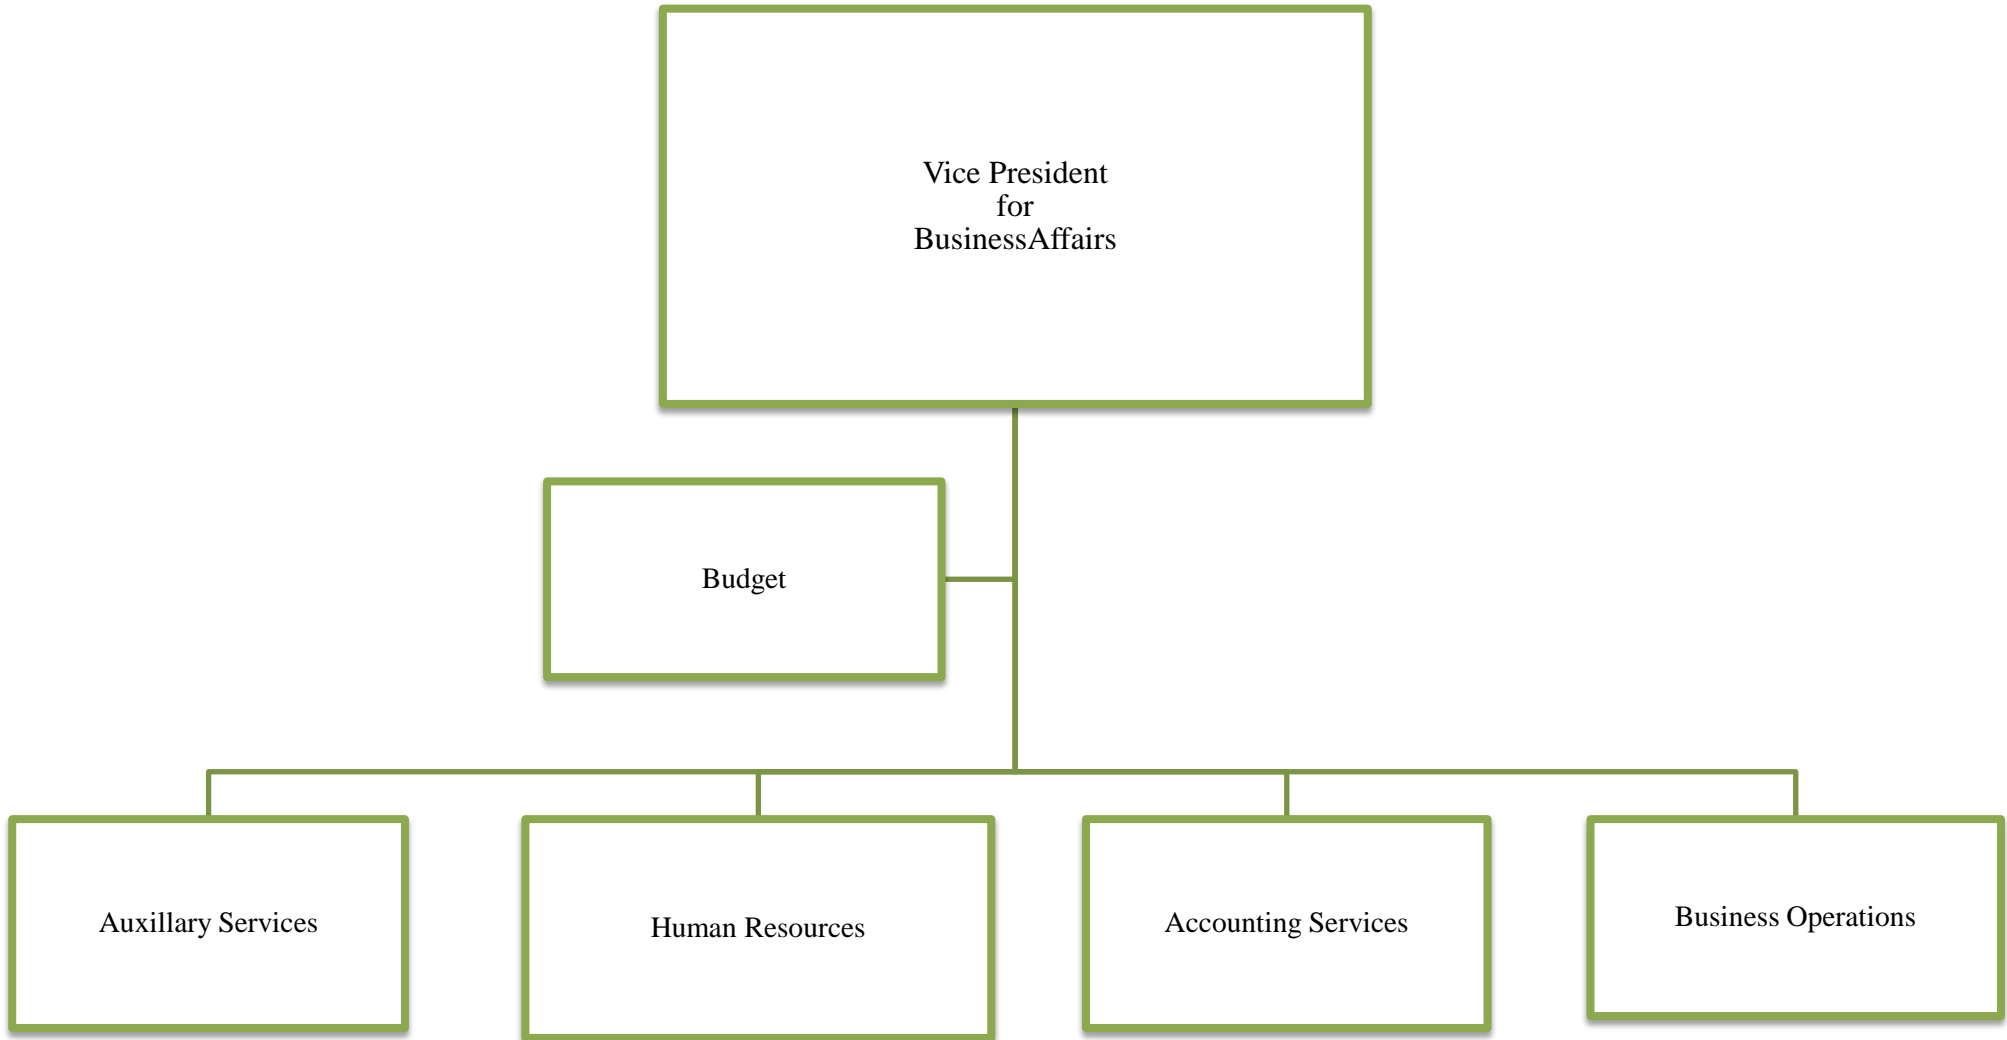 Vice President
for
BusinessAffairs
Budget
Auxillary Services
Human Resources
Accounting Services
Business Operations